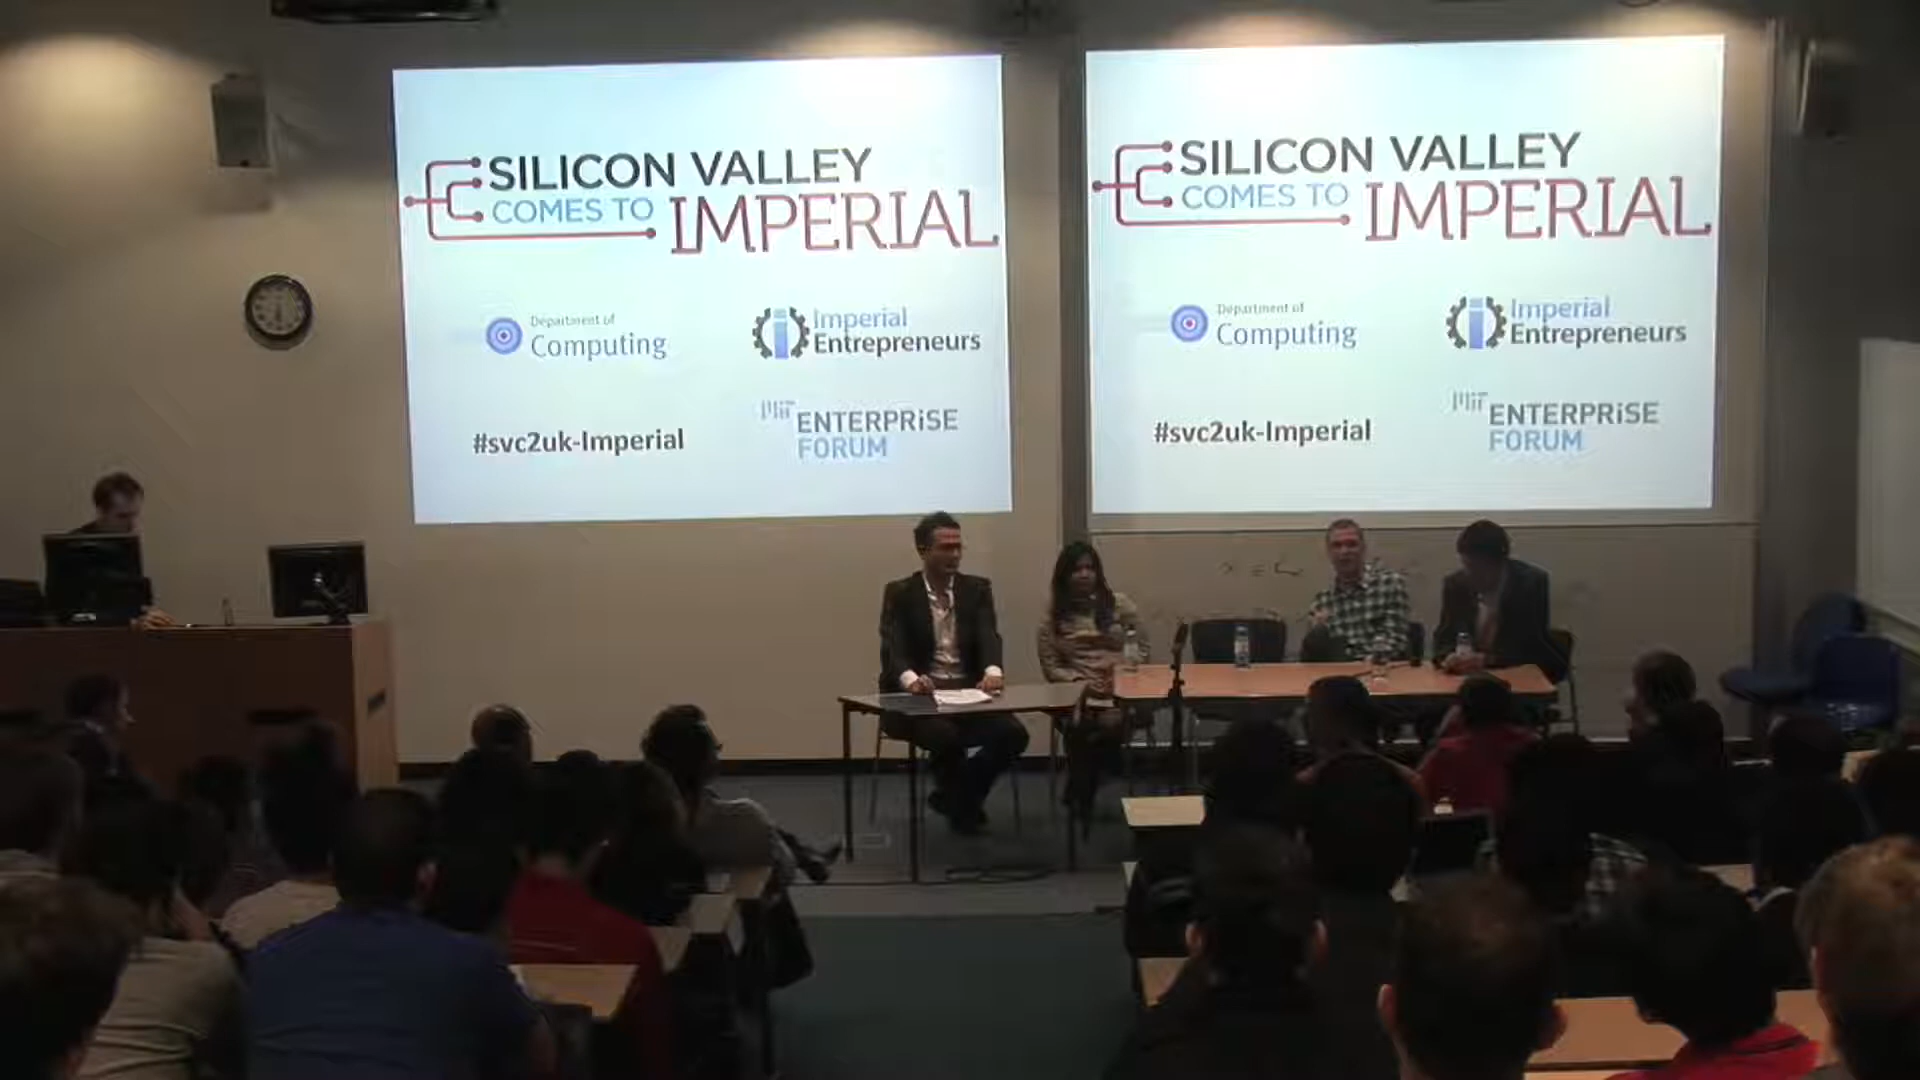 SILICON VALLEY
COMES TO IMPERIAL
Department of
Computing
Imperial
Entrepreneurs
#svc2uk-Imperial
MiT ENTERPRiSE
FORUM
SILICON VALLEY
COMES TO IMPERIAL
Department of
Computing
Imperial
Entrepreneurs
#svc2uk-Imperial
MiT ENTERPRiSE
FORUM